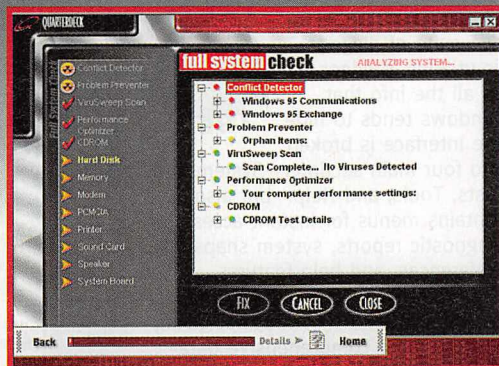 QUARTERDECK
Full System Check
Conflict Detector
Problem Preventer
ViruSweep Scan
Performance
Optimizer
CDROM
Hard Disk
Memory
Modem
PCMCIA
Printer
Sound Card
Speaker
System Board
full system check
ANALYZING SYSTEM...
Conflict Detector
Windows 95 Communications
Windows 95 Exchange
Problem Preventer
Orphan Items:
ViruSweep Scan
Scan Complete... No Viruses Detected
Performance Optimizer
Your computer performance settings:
CDROM
CDROM Test Details
FIX
CANCEL
CLOSE
Back
Details
Home